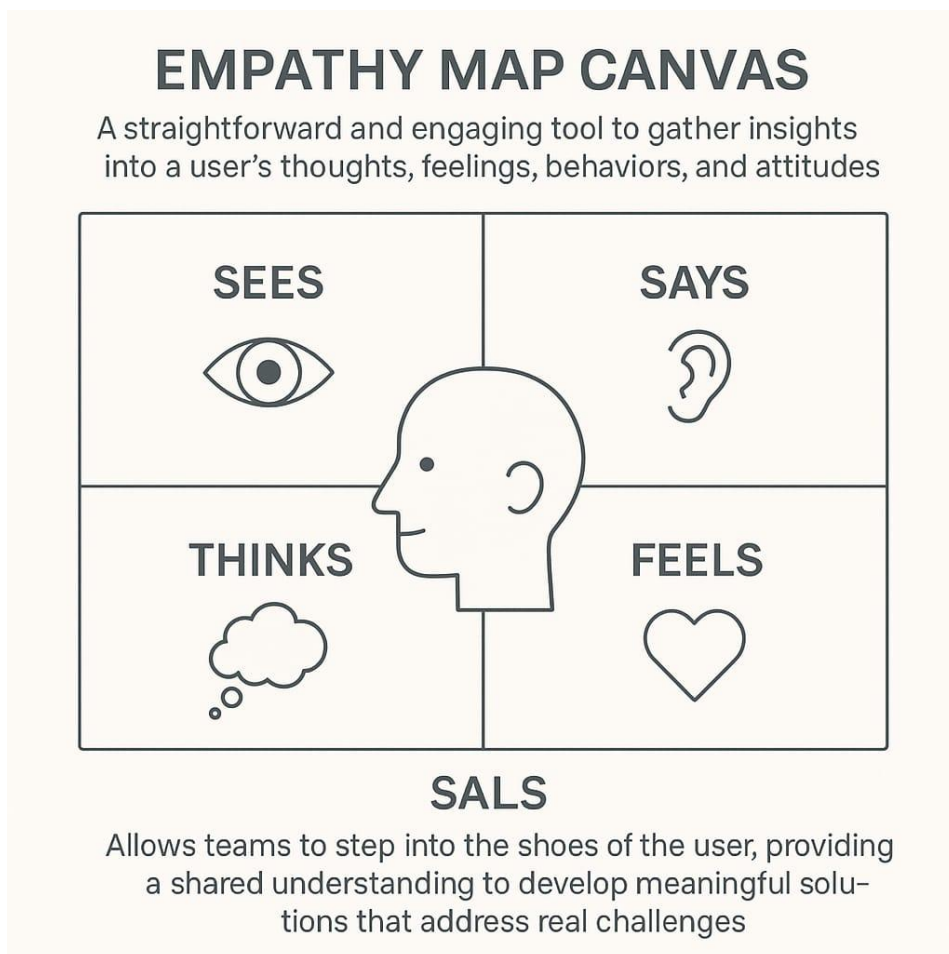 EMPATHY MAP CANVAS
A straightforward and engaging tool to gather insights
into a user's thoughts, feelings, behaviors, and attitudes
SEES
SAYS
THINKS
FEELS
SALS
Allows teams to step into the shoes of the user, providing
a shared understanding to develop meaningful solu-
tions that address real challenges